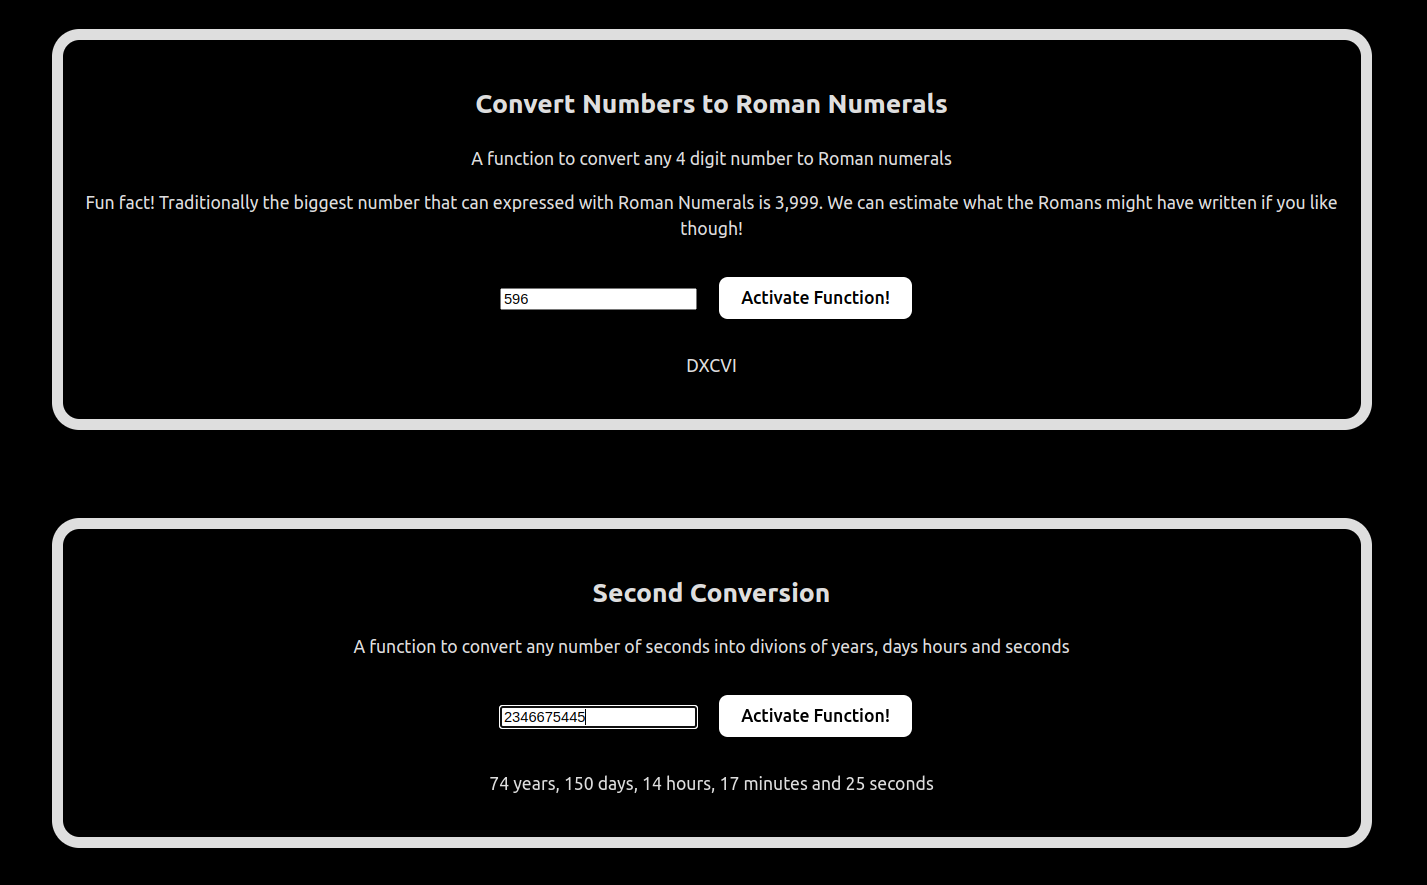 Convert Numbers to Roman Numerals
A function to convert any 4 digit number to Roman numerals
Fun fact! Traditionally the biggest number that can expressed with Roman Numerals is 3,999. We can estimate what the Romans might have written if you like
though!
596
Activate Function!
DXCVI
Second Conversion
A function to convert any number of seconds into divions of years, days hours and seconds
2346675445
Activate Function!
74 years, 150 days, 14 hours, 17 minutes and 25 seconds